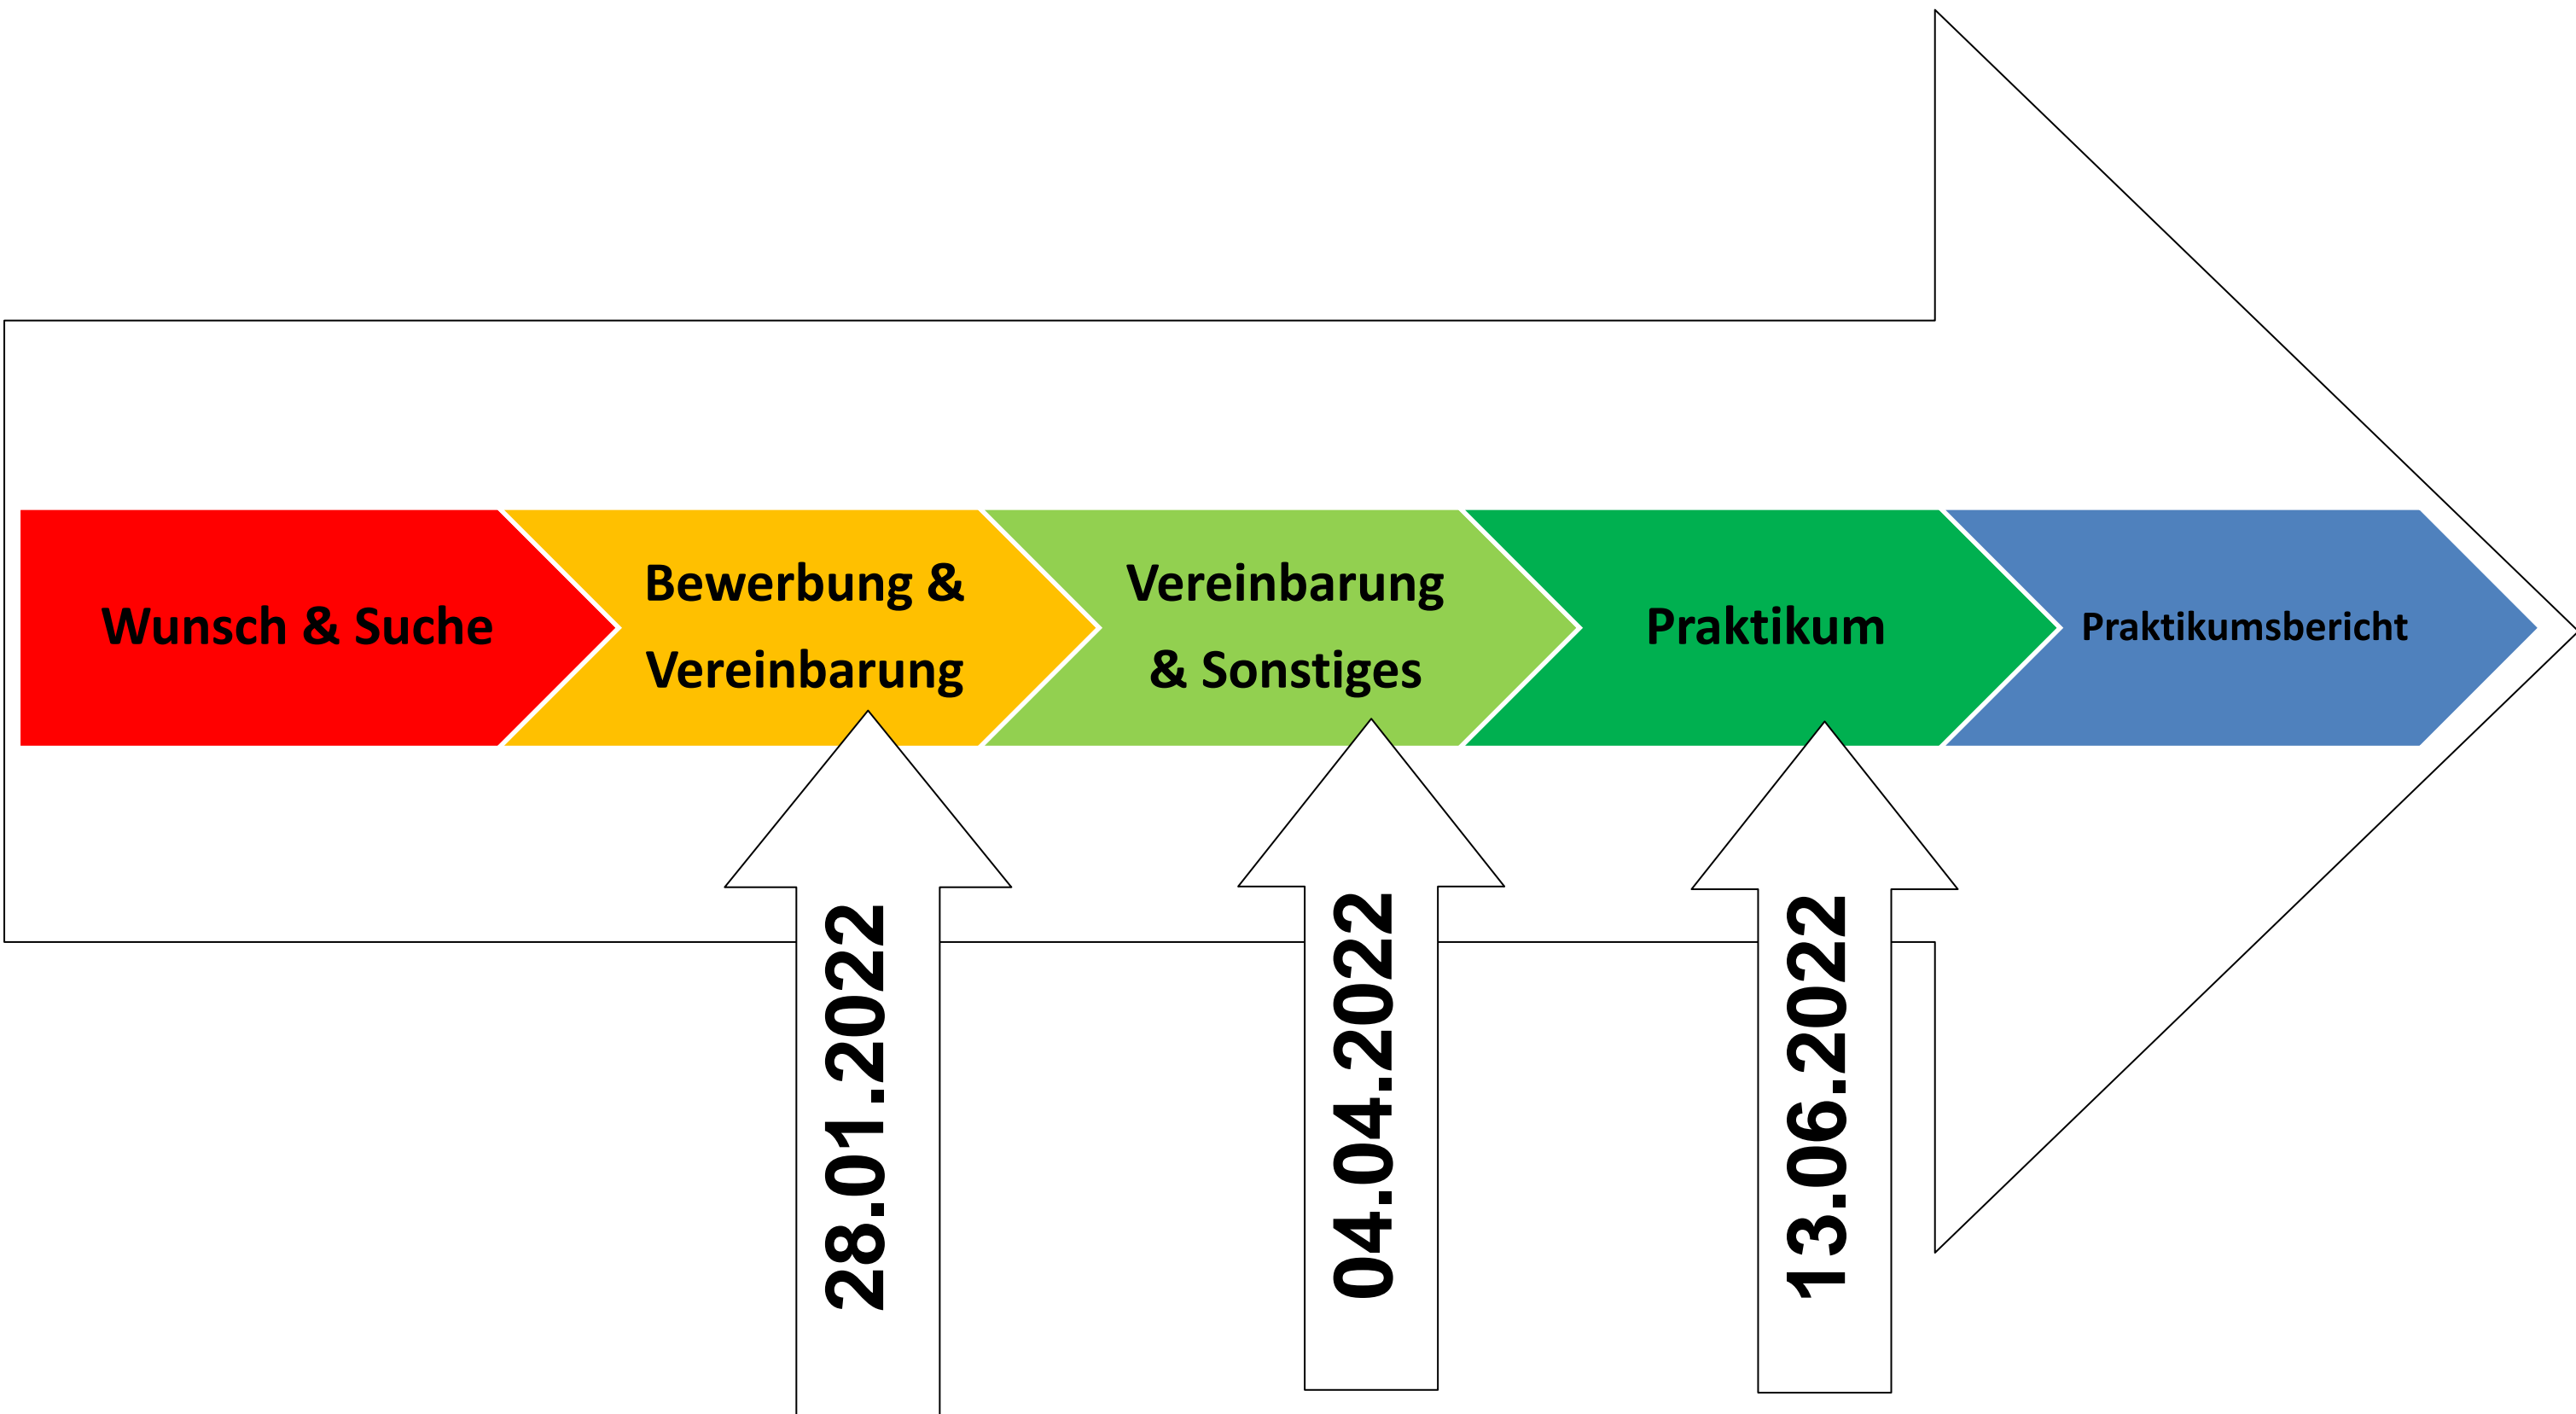 Wunsch & Suche
Bewerbung &
Vereinbarung
Vereinbarung
& Sonstiges
Praktikum
Praktikumsbericht
28.01.2022
04.04.2022
13.06.2022